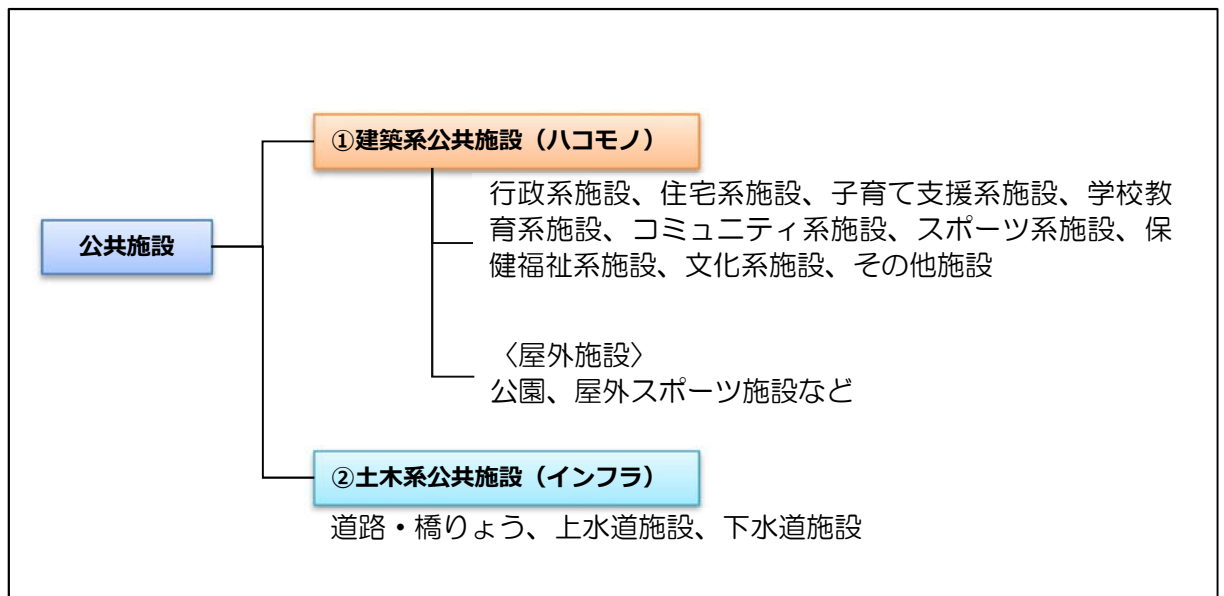 ①建築系公共施設（ハコモノ）
行政系施設、住宅系施設、子育て支援系施設、学校教
育系施設、コミュニティ系施設、スポーツ系施設、保
健福祉系施設、文化系施設、その他施設
公共施設
〈屋外施設〉
公園、屋外スポーツ施設など
②土木系公共施設（インフラ）
道路・橋りょう、上水道施設、下水道施設